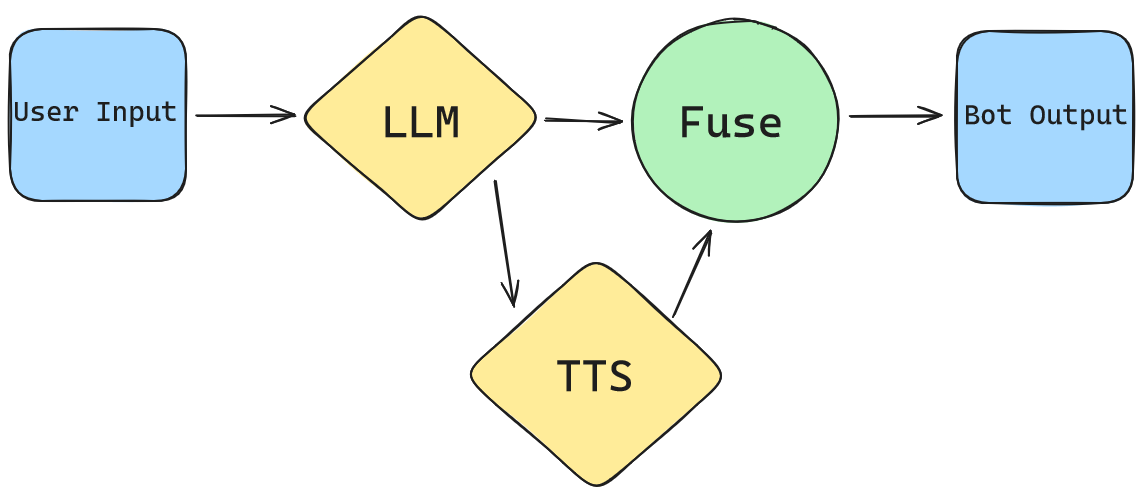 User Input
LLM
Fuse
Bot Output
TTS